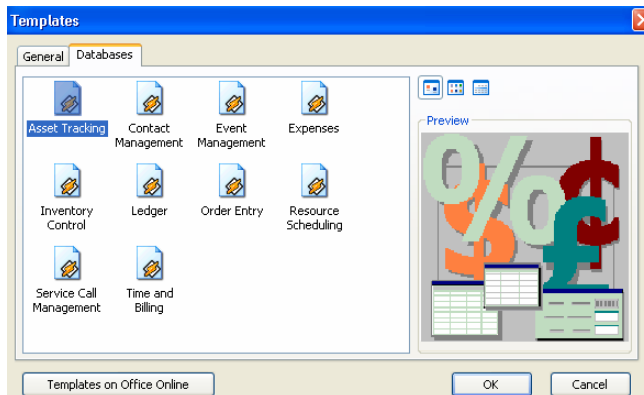 Templates
General
Databases
Asset Tracking
Contact
Management
Event
Management
Expenses
Inventory
Control
Ledger
Order Entry
Resource
Scheduling
Service Call
Management
Time and
Billing
Preview
% $ ¢ £
Templates on Office Online
OK
Cancel